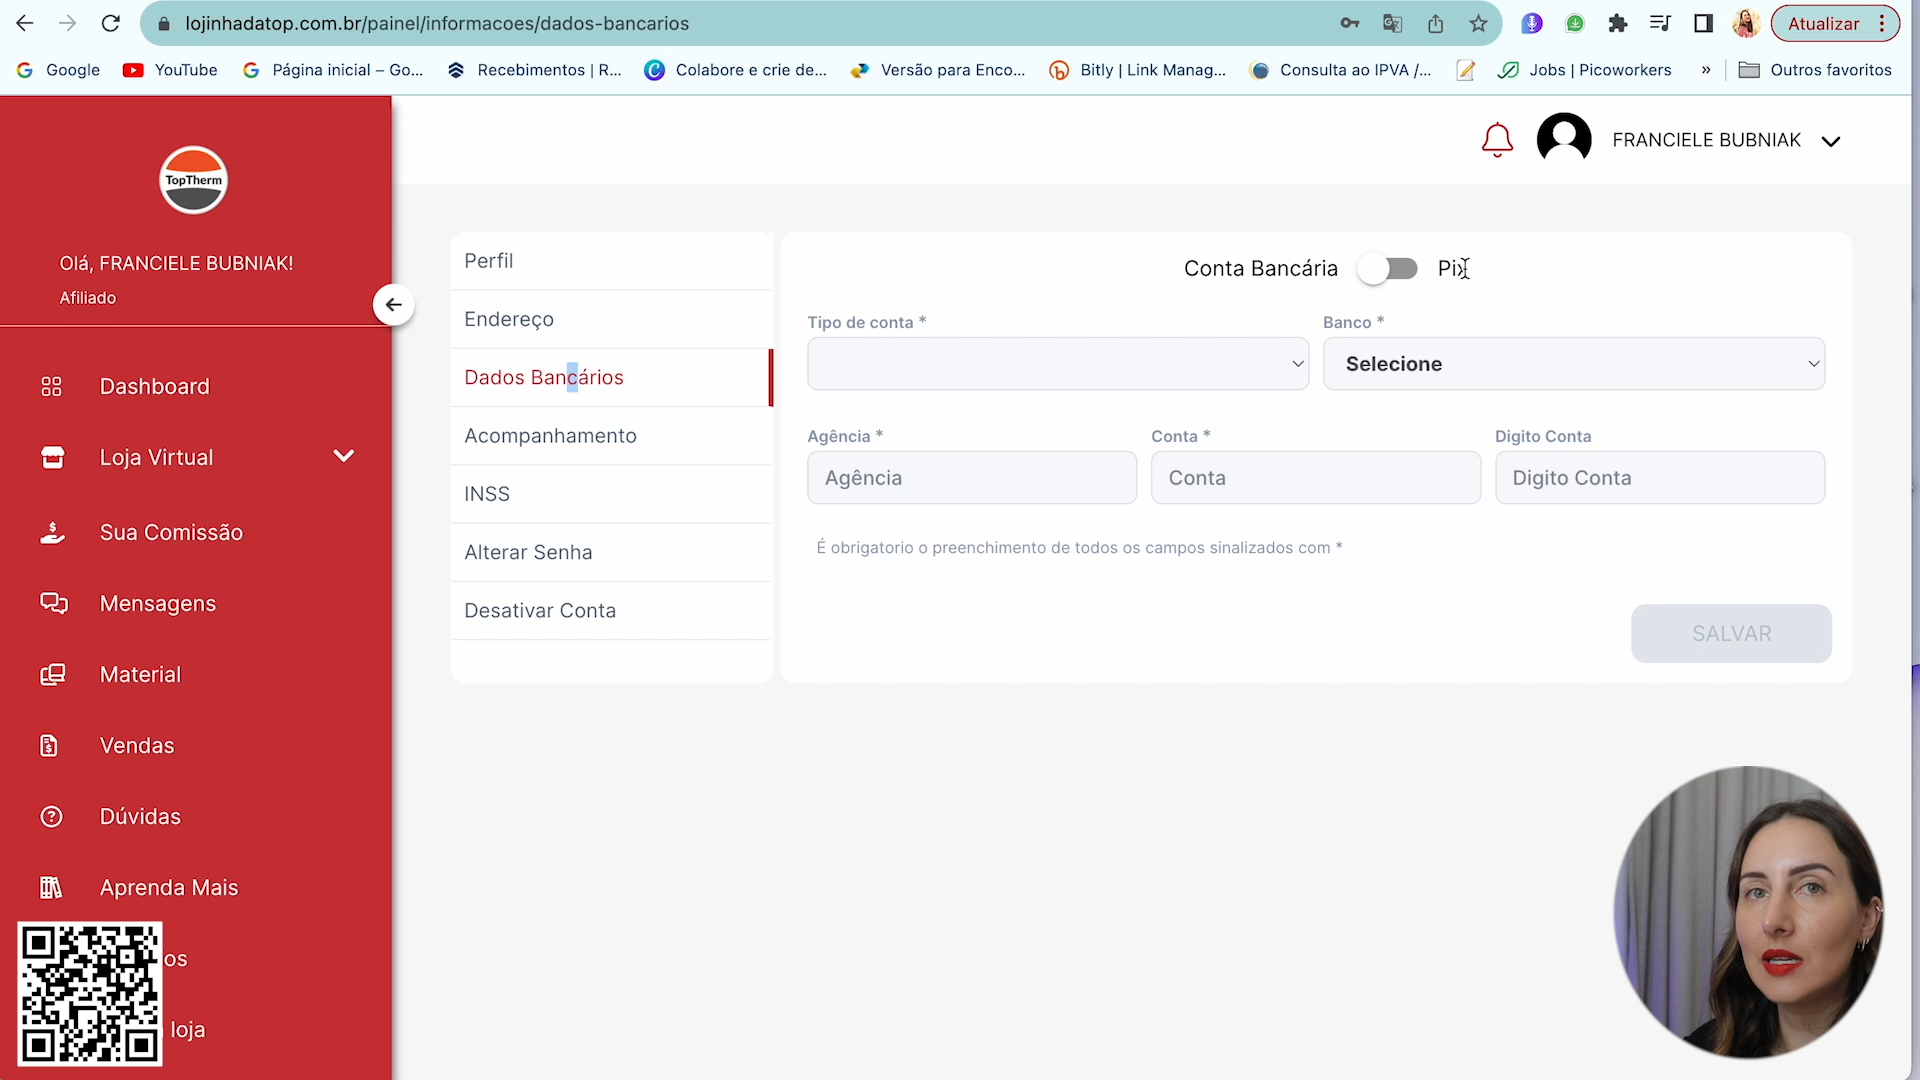 lojinhadatop.com.br/painel/informacoes/dados-bancarios
Atualizar
Google
YouTube
Página inicial – Go...
Recebimentos | R...
Colabore e crie de...
Versão para Enco...
Bitly | Link Manag...
Consulta ao IPVA /...
Jobs | Picoworkers
»
Outros favoritos
TopTherm
FRANCIELE BUBNIAK
Olá, FRANCIELE BUBNIAK!
Afiliado
Dashboard
Loja Virtual
Sua Comissão
Mensagens
Material
Vendas
Dúvidas
Aprenda Mais
os
loja
Perfil
Endereço
Dados Bancários
Acompanhamento
INSS
Alterar Senha
Desativar Conta
Conta Bancária
Pix
Tipo de conta *
Banco *
Selecione
Agência *
Conta *
Digito Conta
Agência
Conta
Digito Conta
É obrigatorio o preenchimento de todos os campos sinalizados com *
SALVAR